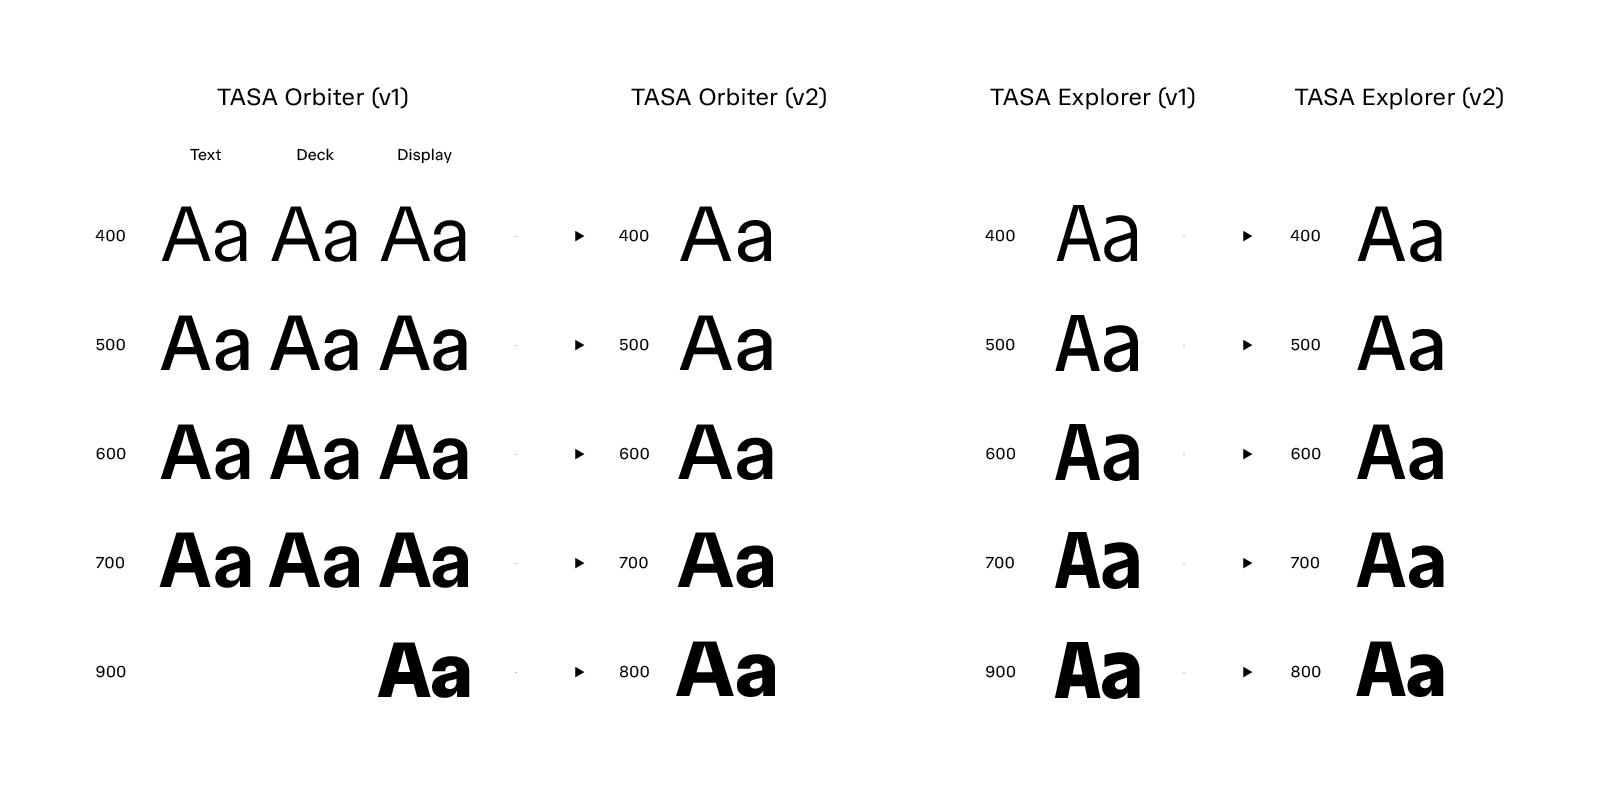 TASA Orbiter (v1) TASA Orbiter (v2) TASA Explorer (v1) TASA Explorer (v2)
Text Deck Display
400 Aa Aa Aa 400 Aa 400 Aa 400 Aa
500 Aa Aa Aa 500 Aa 500 Aa 500 Aa
600 Aa Aa Aa 600 Aa 600 Aa 600 Aa
700 Aa Aa Aa 700 Aa 700 Aa 700 Aa
900 Aa 800 Aa 900 Aa 800 Aa